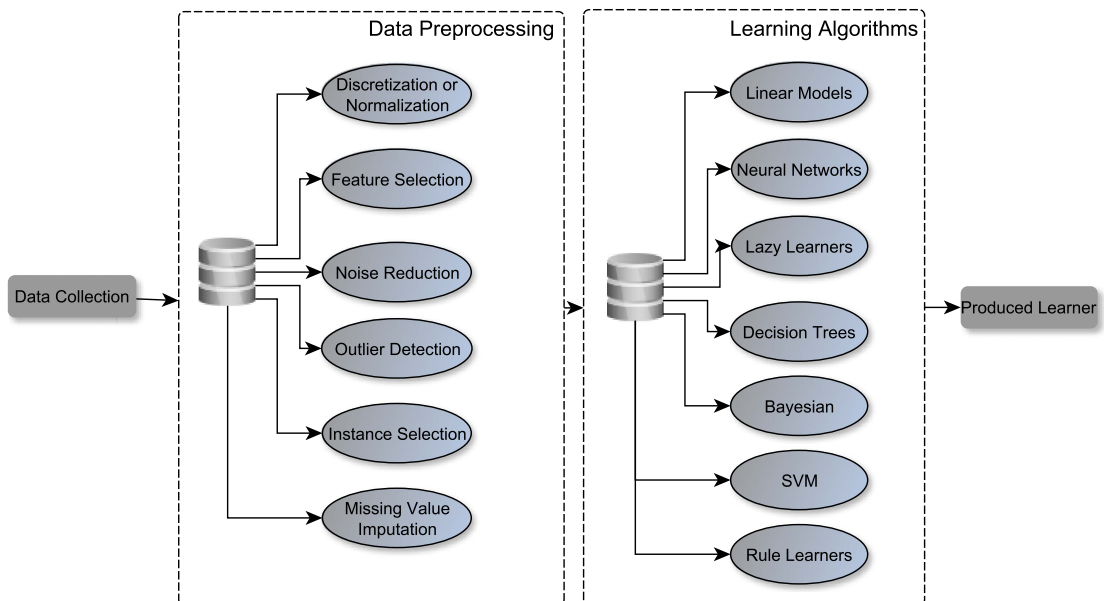 Data Collection
Data Preprocessing
Discretization or
Normalization
Feature Selection
Noise Reduction
Outlier Detection
Instance Selection
Missing Value
Imputation
Learning Algorithms
Linear Models
Neural Networks
Lazy Learners
Decision Trees
Bayesian
SVM
Rule Learners
Produced Learner